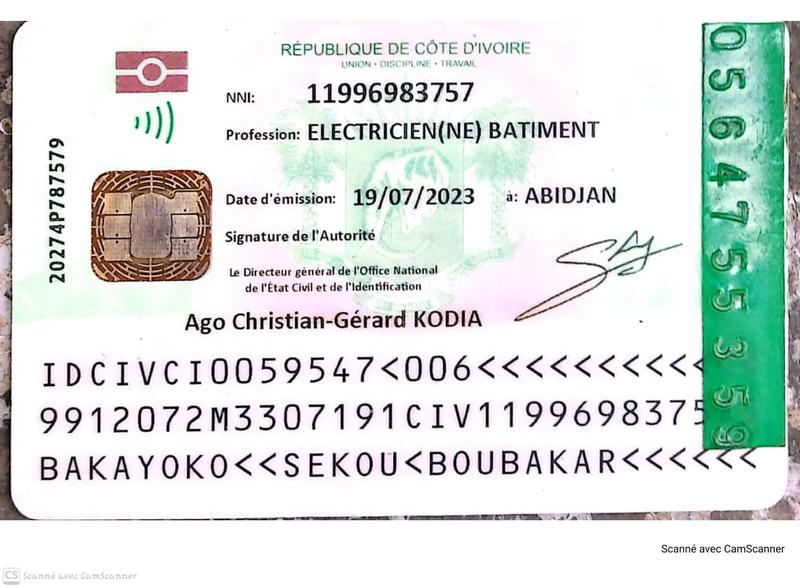 RÉPUBLIQUE DE CÔTE D'IVOIRE
UNION - DISCIPLINE - TRAVAIL
NNI: 11996983757
Profession: ELECTRICIEN(NE) BATIMENT
20274P787579
Date d'émission: 19/07/2023 à: ABIDJAN
Signature de l'Autorité
Le Directeur général de l'Office National
de l'État Civil et de l'Identification
Ago Christian-Gérard KODIA
IDCIVCI0059547<006<<<<<<<<<<<
9912072M3307191CIV1199698375
BAKAYOKO<<SEKOU<BOUBAKAR<<<<<<
05647555359
Scanné avec CamScanner
CS Scanné avec CamScanner